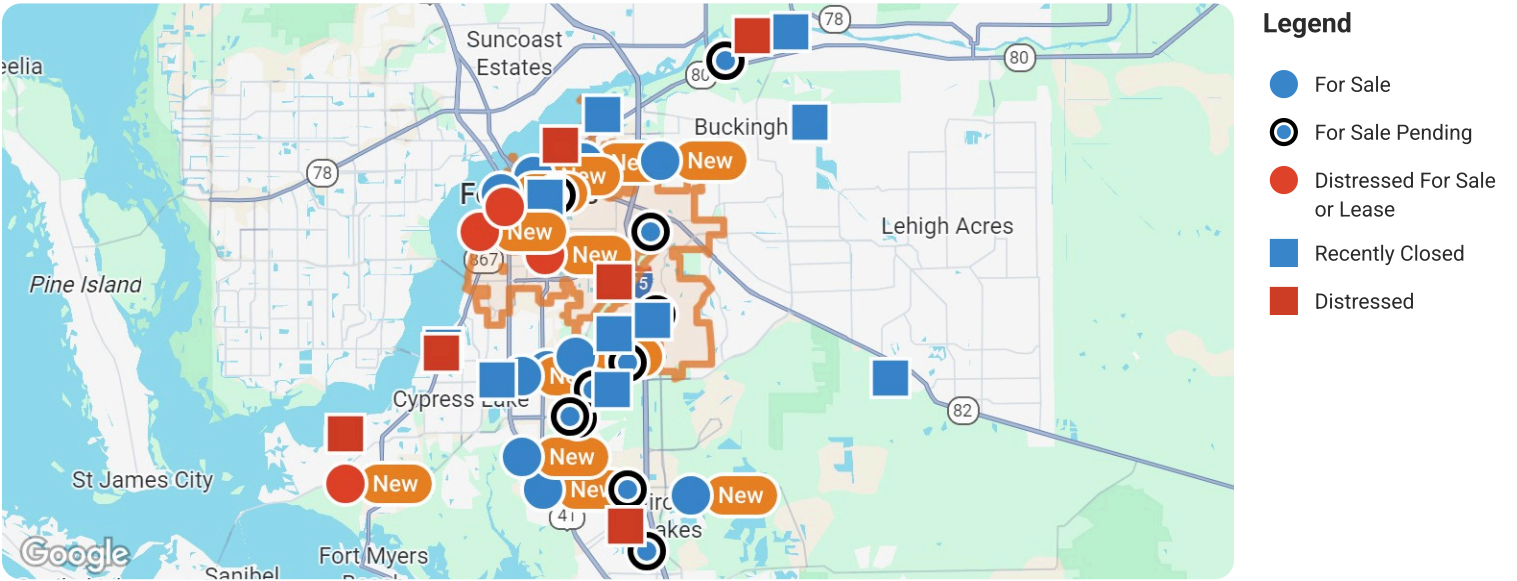 Legend
For Sale
For Sale Pending
Distressed For Sale
or Lease
Recently Closed
Distressed
78
Suncoast
Estates
80
80
eelia
Buckingh
New
New
78
F
New
Lehigh Acres
867
New
5
Pine Island
Cypress Lake
82
New
St James City
New
New
New
41
akes
Fort Myers
Sanibel
Google